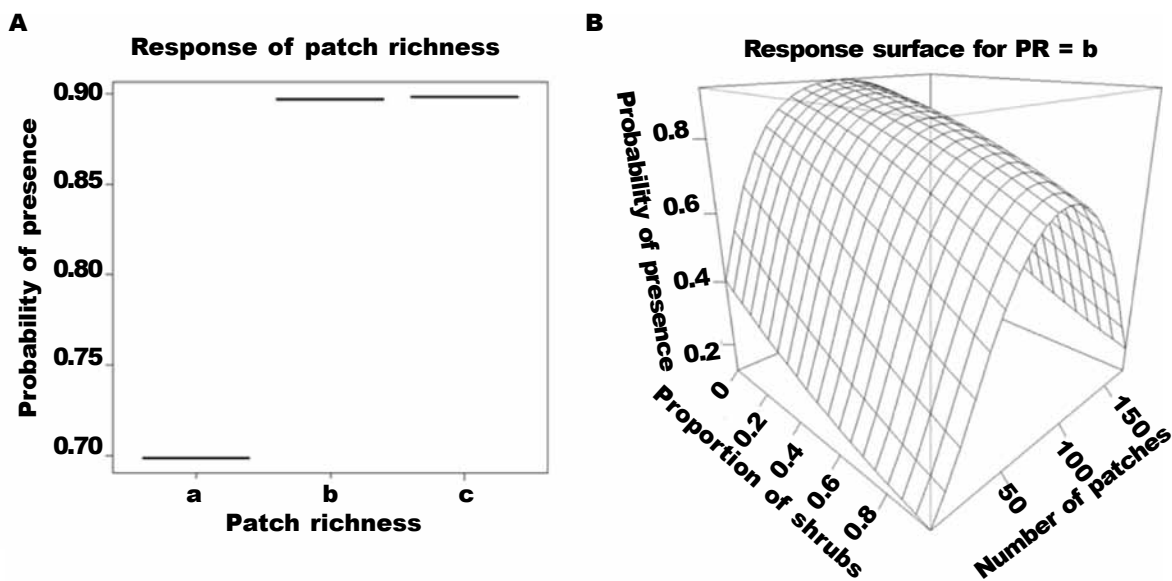 A
Response of patch richness
Probability of presence
0.90
0.85
0.80
0.75
0.70
a b c
Patch richness
B
Response surface for PR = b
Probability of presence
0.8
0.6
0.4
0.2
0
0.2
0.4
0.6
0.8
Proportion of shrubs
50
100
150
Number of patches